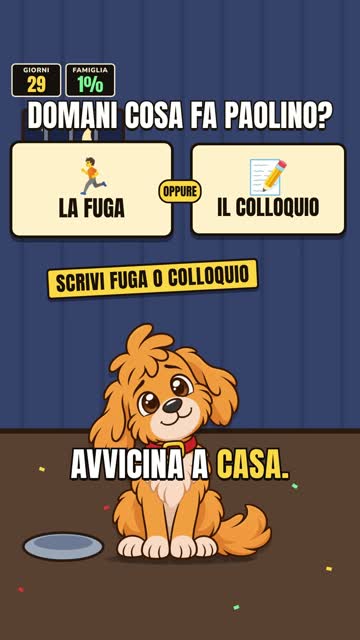 GIORNI
29
FAMIGLIA
1%
DOMANI COSA FA PAOLINO?
LA FUGA
OPPURE
IL COLLOQUIO
SCRIVI FUGA O COLLOQUIO
AVVICINA A CASA.